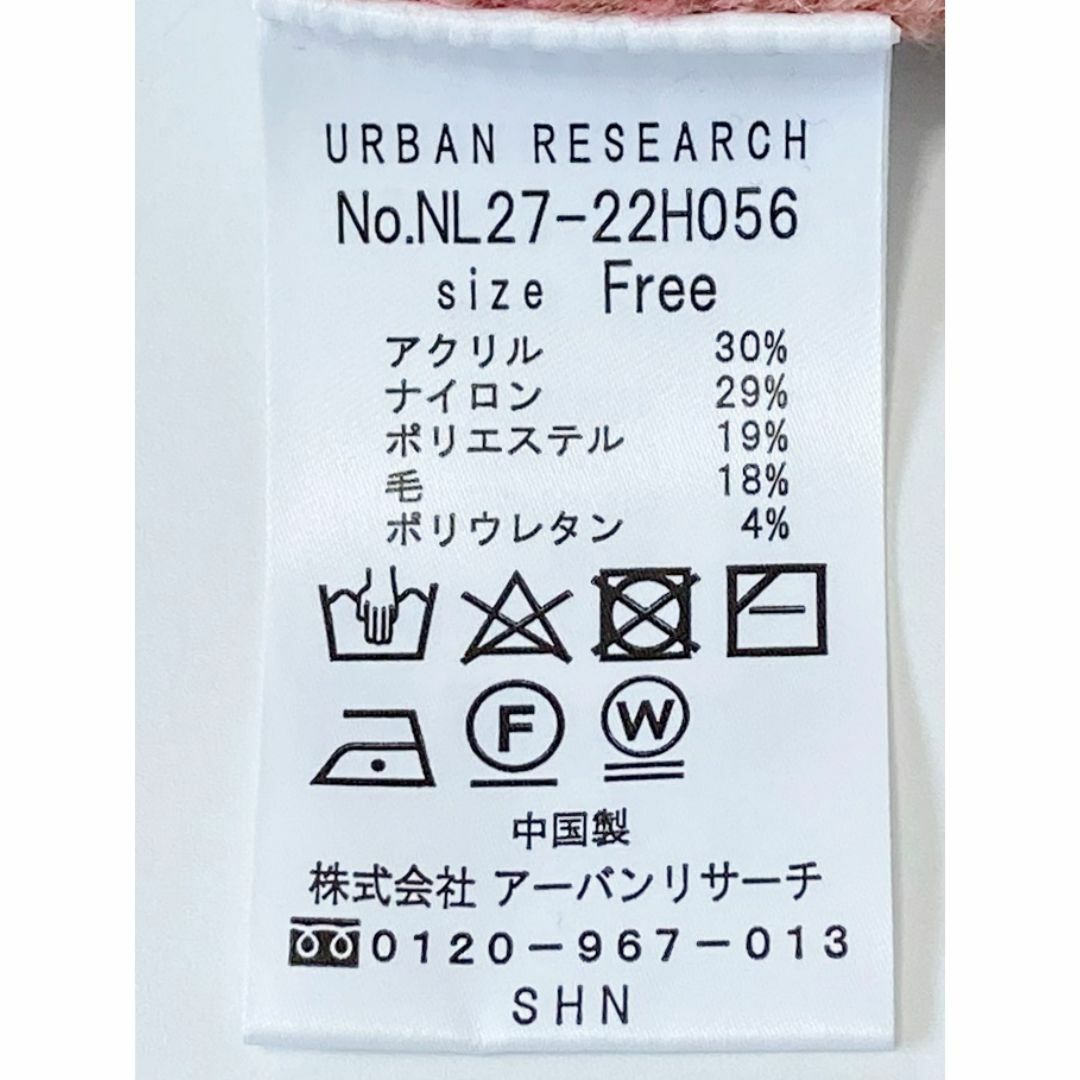 URBAN RESEARCH
No.NL27-22H056
size Free
アクリル 30%
ナイロン 29%
ポリエステル 19%
毛 18%
ポリウレタン 4%
F W
中国製
株式会社 アーバンリサーチ
0120-967-013
SHN